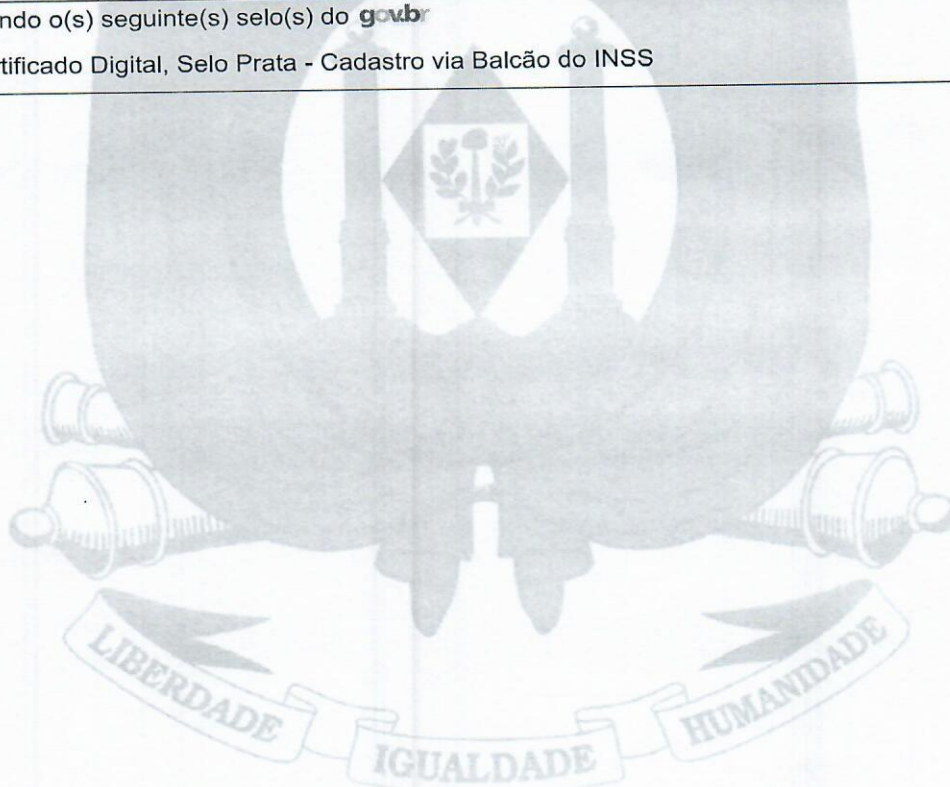 ndo o(s) seguinte(s) selo(s) do gov.br
tificado Digital, Selo Prata - Cadastro via Balcão do INSS
LIBERDADE
IGUALDADE
HUMANIDADE